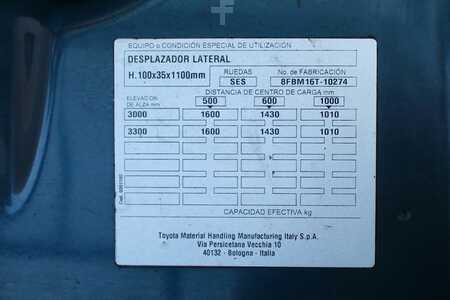 EQUIPO o CONDICIÓN ESPECIAL DE UTILIZACIÓN
DESPLAZADOR LATERAL
H.100x35x1100mm
RUEDAS
SES
No. de FABRICACIÓN
8FBM16T-10274
ELEVACIÓN DE ALZA mm
DISTANCIA DE CENTRO DE CARGA mm
500 600 1000
3000 1600 1430 1010
3300 1600 1430 1010
CAPACIDAD EFECTIVA kg
Toyota Material Handling Manufacturing Italy S.p.A.
Via Persicetana Vecchia 10
40132 - Bologna - Italia